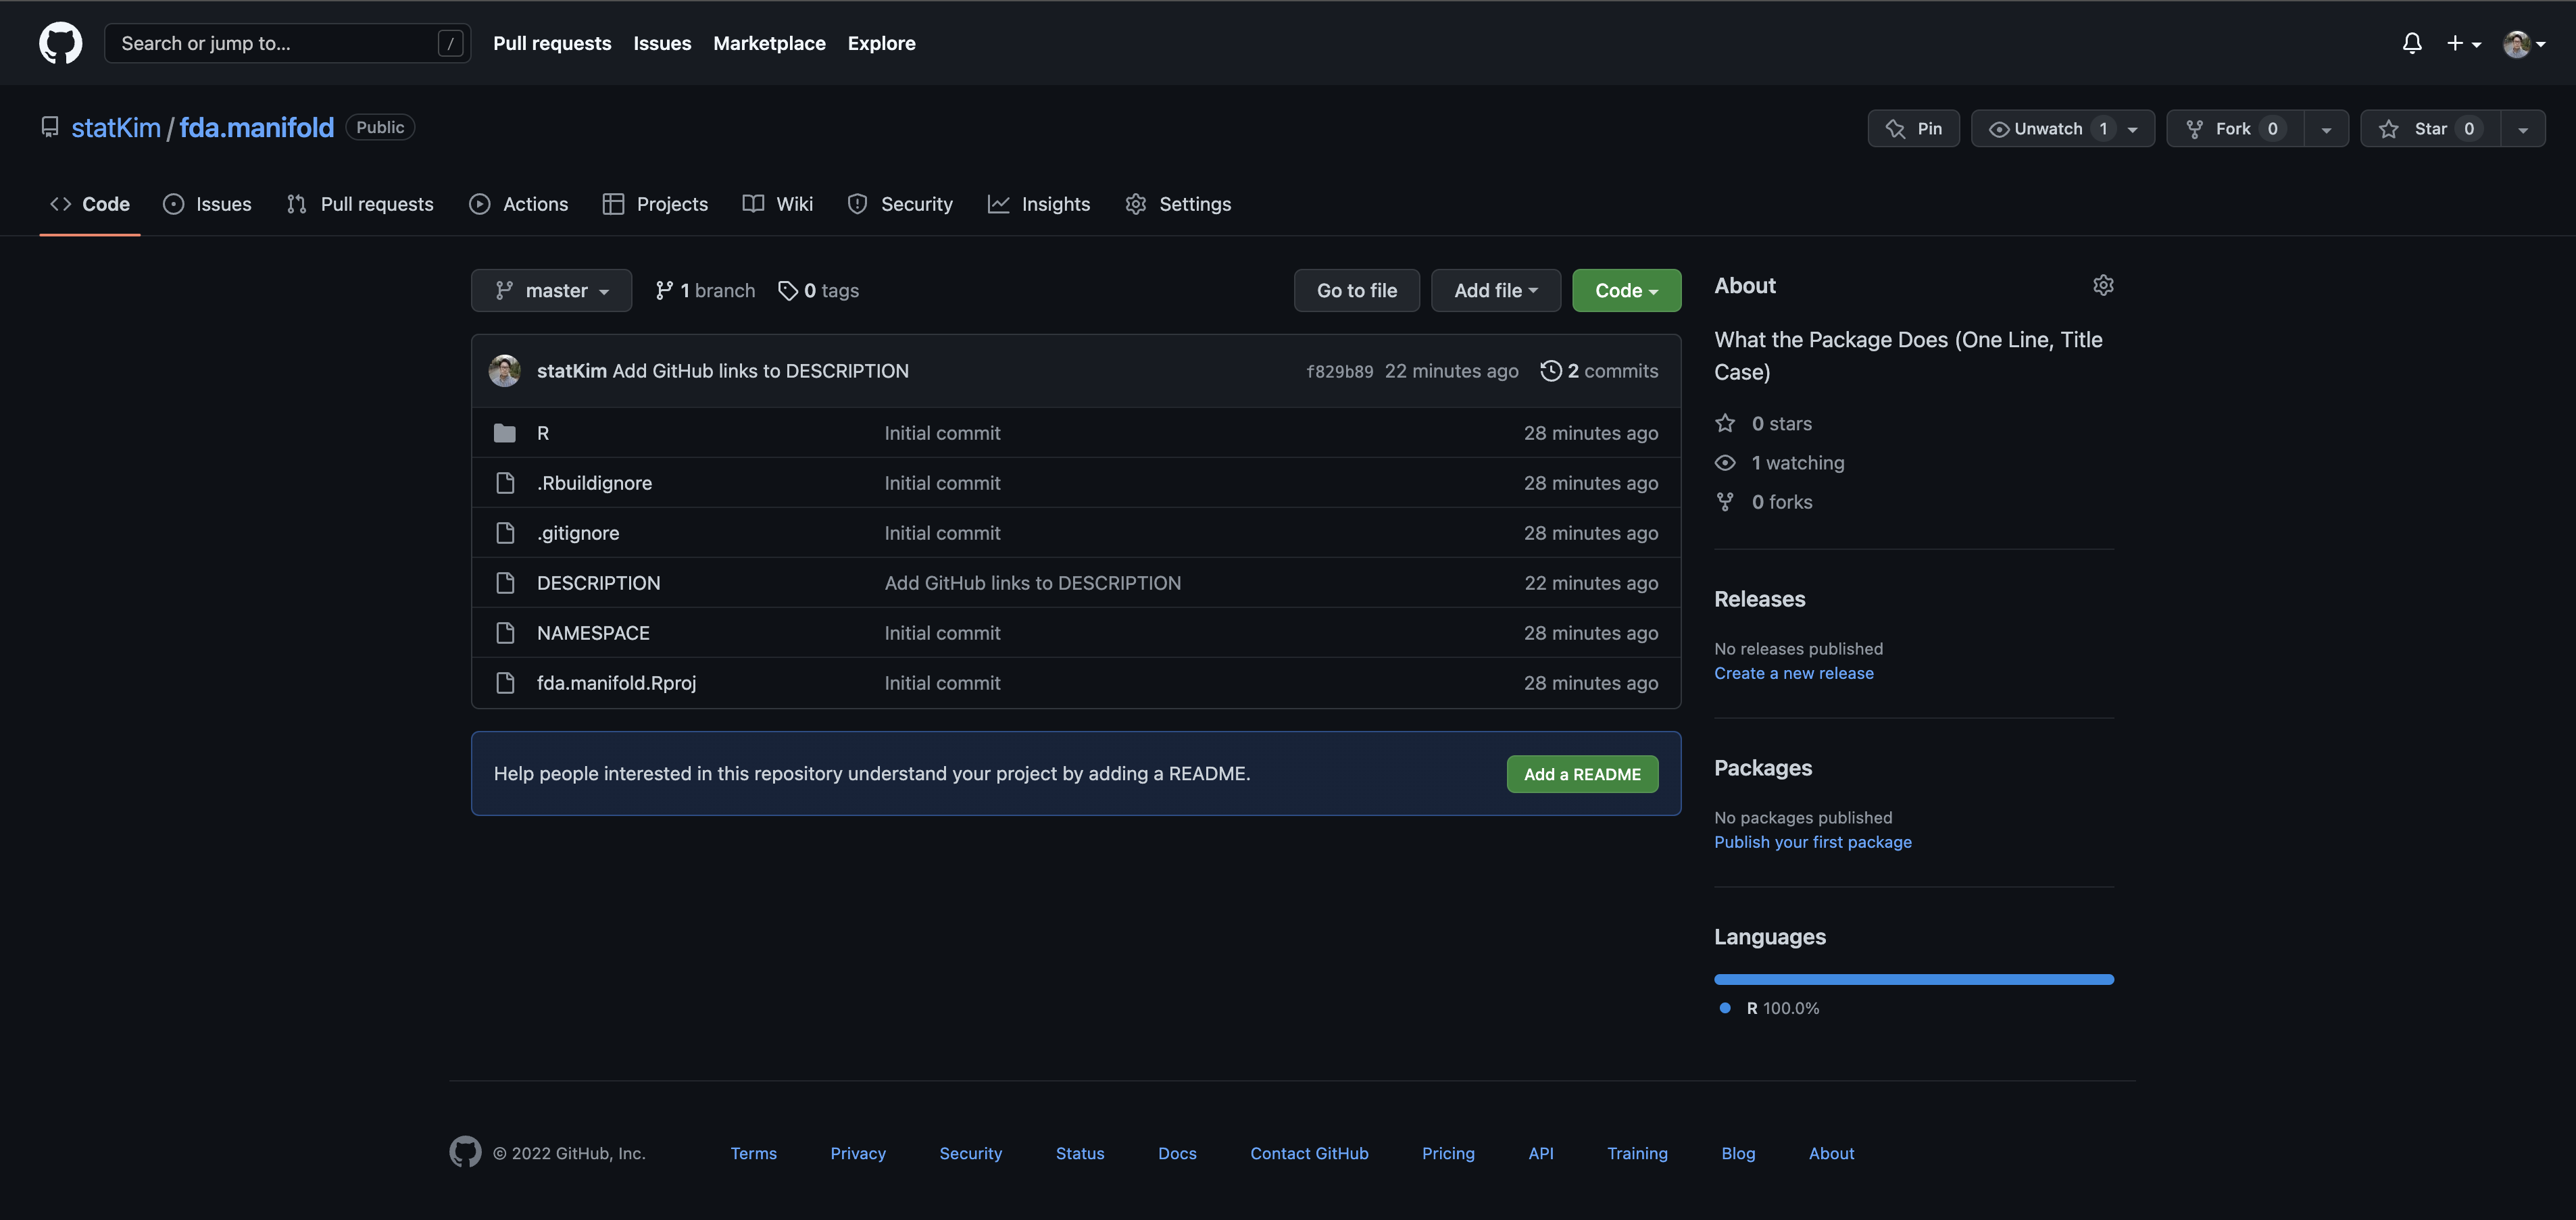 Search or jump to... / Pull requests Issues Marketplace Explore
statKim / fda.manifold Public Pin Unwatch 1 Fork 0 Star 0
Code Issues Pull requests Actions Projects Wiki Security Insights Settings
master 1 branch 0 tags Go to file Add file Code
statKim Add GitHub links to DESCRIPTION f829b89 22 minutes ago 2 commits
R Initial commit 28 minutes ago
.Rbuildignore Initial commit 28 minutes ago
.gitignore Initial commit 28 minutes ago
DESCRIPTION Add GitHub links to DESCRIPTION 22 minutes ago
NAMESPACE Initial commit 28 minutes ago
fda.manifold.Rproj Initial commit 28 minutes ago
Help people interested in this repository understand your project by adding a README. Add a README
About
What the Package Does (One Line, Title
Case)
0 stars
1 watching
0 forks
Releases
No releases published
Create a new release
Packages
No packages published
Publish your first package
Languages
R 100.0%
© 2022 GitHub, Inc. Terms Privacy Security Status Docs Contact GitHub Pricing API Training Blog About